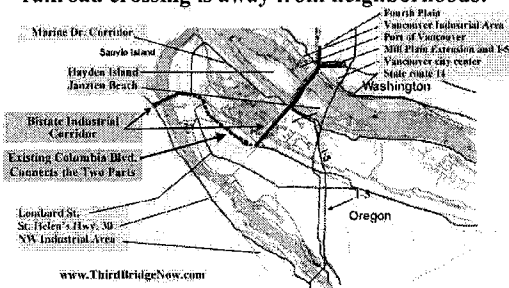 railroad crossing is away from neighborhoods.
Marine Dr. Corridor
Sauvie Island
Hayden Island
Jantzen Beach
Bistate Industrial
Corridor
Existing Columbia Blvd.
Connects the Two Parts
Lombard St.
St. Helen's Hwy. 30
NW Industrial Area
www.ThirdBridgeNow.com
Fourth Plain
Vancouver Industrial Area
Port of Vancouver
Mill Plain Extension and I-5
Vancouver city center
State route 14
Washington
I-5
I-5
Oregon